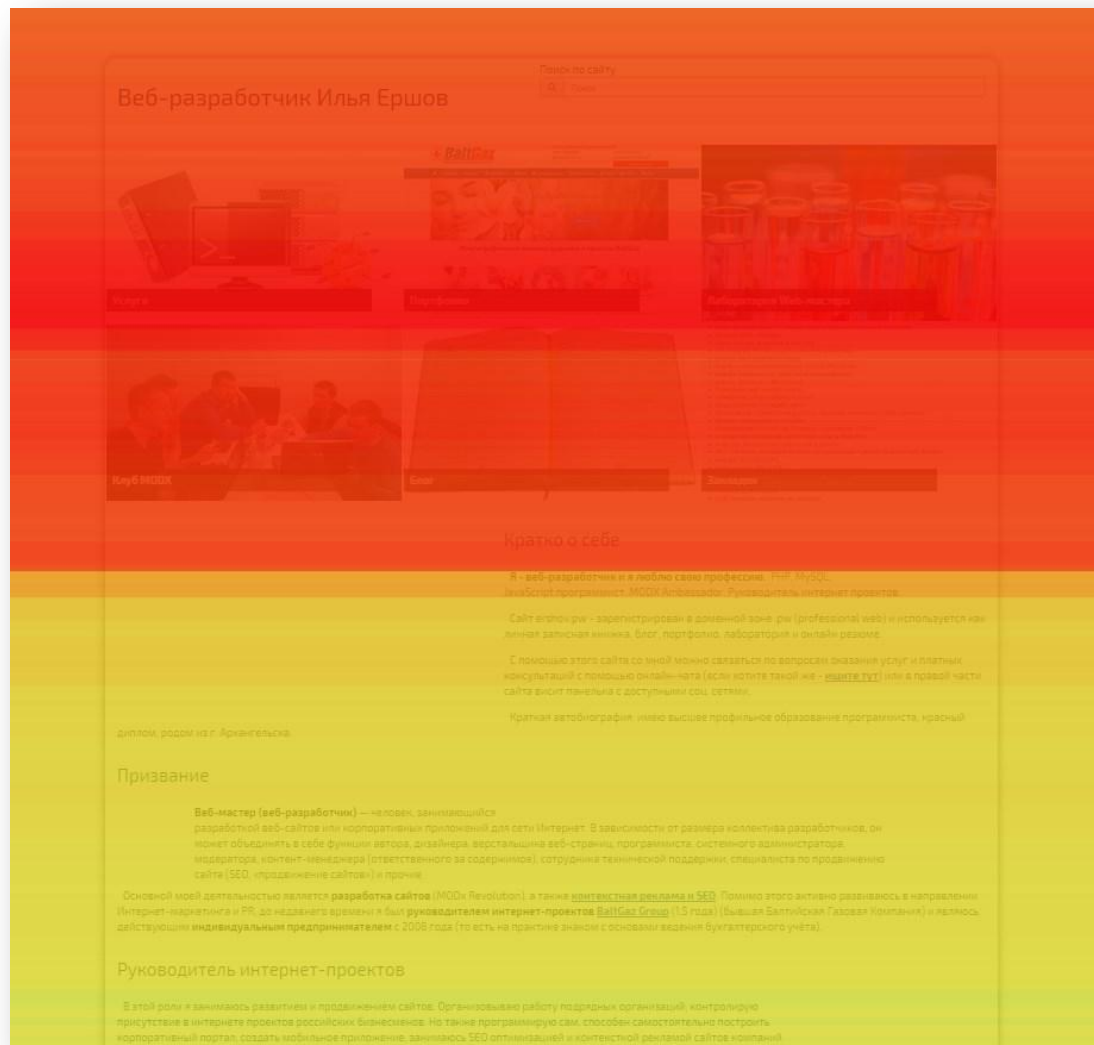 Поиск по сайту
Веб-разработчик Илья Ершов
Поиск
BaltGaz
Услуги
Портфолио
Лаборатория Web-мастера
Клуб MODX
Блог
Закладки
Кратко о себе
Я - веб-разработчик и я люблю свою профессию. PHP, MySQL,
JavaScript программист. MODX Ambassador. Руководитель интернет проектов.
Сайт ershov.pw - зарегистрирован в доменной зоне .pw (professional web) и используется как
личная записная книжка, блог, портфолио, лаборатория и онлайн-резюме.
С помощью этого сайта со мной можно связаться по вопросам оказания услуг и платных
консультаций с помощью онлайн-чата (если хотите такой же - ищите тут) или в правой части
сайта висит панелька с доступными соц. сетями.
Краткая автобиография: имею высшее профильное образование программиста, красный
диплом, родом из г. Архангельска.
Призвание
Веб-мастер (веб-разработчик) — человек, занимающийся
разработкой веб-сайтов или корпоративных приложений для сети Интернет. В зависимости от размера коллектива разработчиков, он
может объединять в себе функции автора, дизайнера, верстальщика веб-страниц, программиста, системного администратора,
модератора, контент-менеджера (ответственного за содержимое), сотрудника технической поддержки, специалиста по продвижению
сайта (SEO, «продвижение сайтов») и прочие.
Основной моей деятельностью является разработка сайтов (MODx Revolution), а также контекстная реклама и SEO. Помимо этого активно развиваюсь в направлении
Интернет-маркетинга и PR, до недавнего времени я был руководителем интернет-проектов BaltGaz Group (1.5 года) (бывшая Балтийская Газовая Компания) и являюсь
действующим индивидуальным предпринимателем с 2008 года (то есть на практике знаком с основами ведения бухгалтерского учёта).
Руководитель интернет-проектов
В этой роли я занимаюсь развитием и продвижением сайтов. Организовываю работу подрядных организаций, контролирую
присутствие в интернете проектов российских бизнесменов. Но также программирую сам, способен самостоятельно построить
корпоративный портал, создать мобильное приложение, занимаюсь SEO оптимизацией и контекстной рекламой сайтов компаний